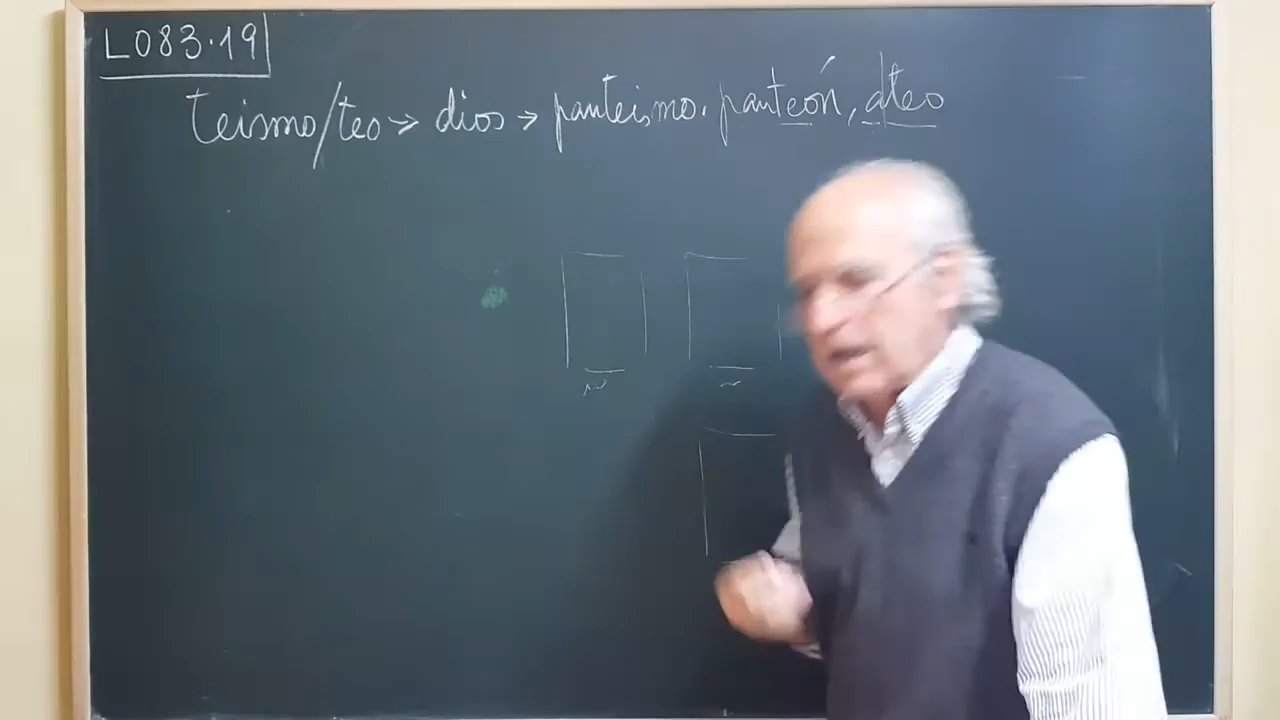 L083.19
teismo/teo → dios → panteismo. panteón, ateo